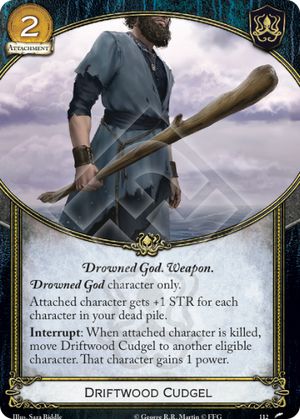 2
ATTACHMENT
Drowned God. Weapon.
Drowned God character only.
Attached character gets +1 STR for each
character in your dead pile.
Interrupt: When attached character is killed,
move Driftwood Cudgel to another eligible
character. That character gains 1 power.
DRIFTWOOD CUDGEL
Illus. Sara Biddle © George R.R. Martin © FFG 112